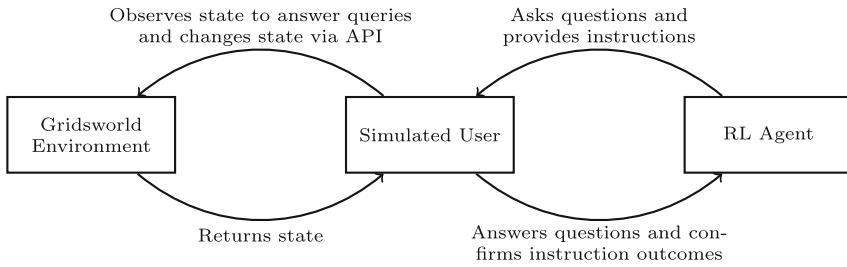 Observes state to answer queries
and changes state via API
Asks questions and
provides instructions
Gridsworld
Environment
Simulated User
RL Agent
Returns state
Answers questions and con-
firms instruction outcomes